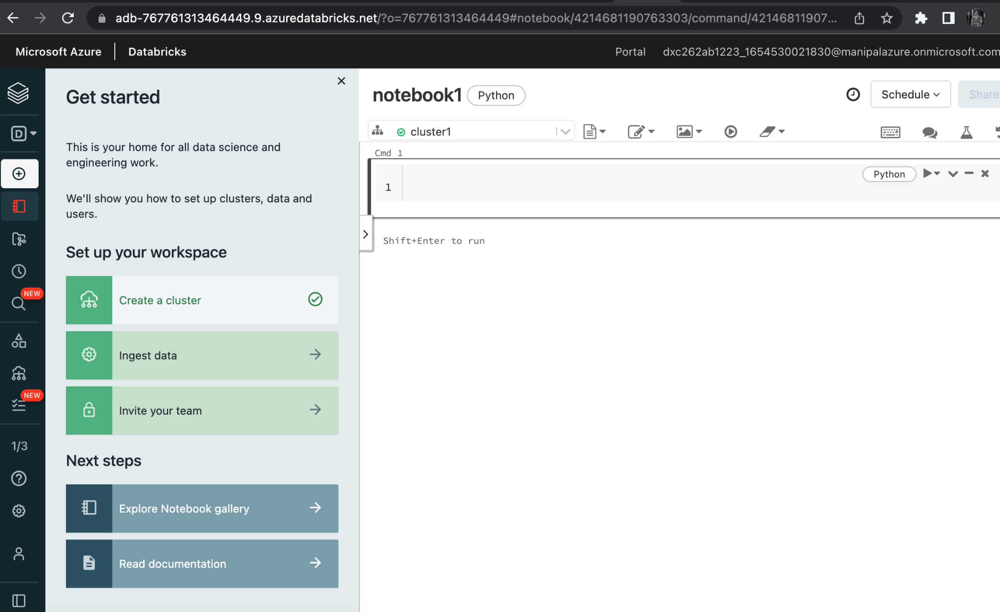 adb-767761313464449.9.azuredatabricks.net/?o=767761313464449#notebook/4214681190763303/command/42146811907...
Microsoft Azure Databricks Portal dxc262ab1223_1654530021830@manipalazure.onmicrosoft.com
Get started
This is your home for all data science and
engineering work.
We'll show you how to set up clusters, data and
users.
Set up your workspace
Create a cluster
Ingest data
Invite your team
Next steps
Explore Notebook gallery
Read documentation
D
NEW
NEW
1/3
notebook1 Python Schedule Share
cluster1
Cmd 1
Python
1
Shift+Enter to run